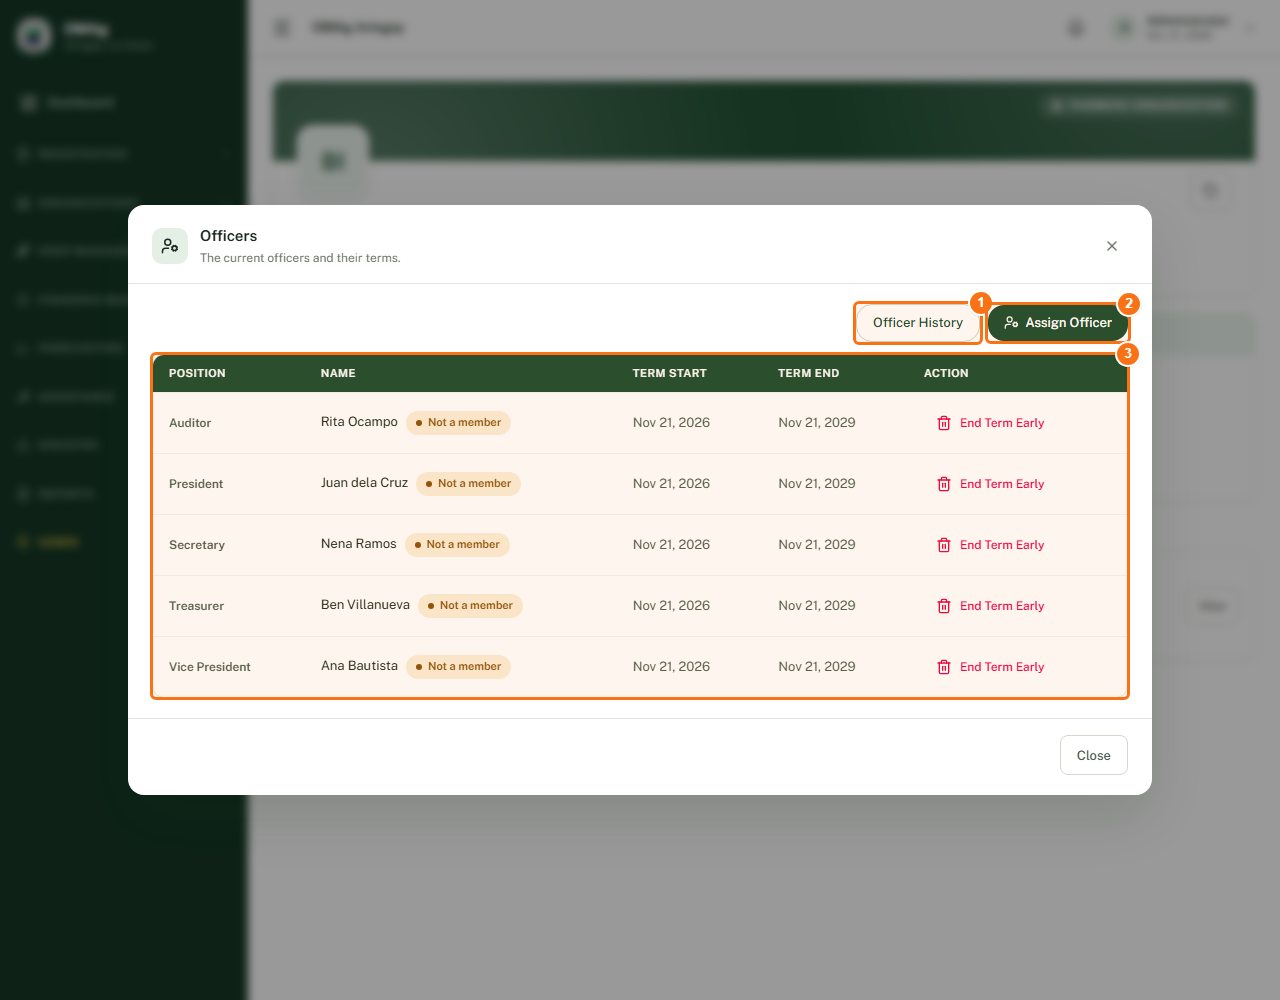 Officers
The current officers and their terms.
1
2
Officer History
Assign Officer
3
POSITION NAME TERM START TERM END ACTION
Auditor Rita Ocampo Not a member Nov 21, 2026 Nov 21, 2029 End Term Early
President Juan dela Cruz Not a member Nov 21, 2026 Nov 21, 2029 End Term Early
Secretary Nena Ramos Not a member Nov 21, 2026 Nov 21, 2029 End Term Early
Treasurer Ben Villanueva Not a member Nov 21, 2026 Nov 21, 2029 End Term Early
Vice President Ana Bautista Not a member Nov 21, 2026 Nov 21, 2029 End Term Early
Close